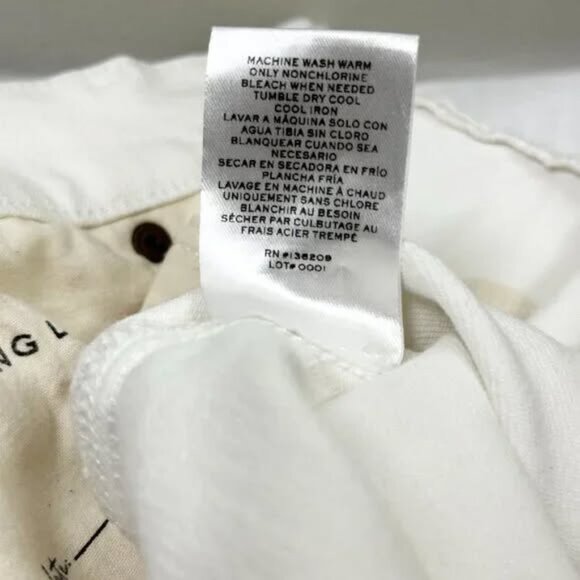 MACHINE WASH WARM
ONLY NONCHLORINE
BLEACH WHEN NEEDED
TUMBLE DRY COOL
COOL IRON
LAVAR A MÁQUINA SOLO CON
AGUA TIBIA SIN CLORO
BLANQUEAR CUANDO SEA
NECESARIO
SECAR EN SECADORA EN FRÍO
PLANCHA FRÍA
LAVAGE EN MACHINE À CHAUD
UNIQUEMENT SANS CHLORE
BLANCHIR AU BESOIN
SÉCHER PAR CULBUTAGE AU
FRAIS ACIER TREMPÉ
RN#136209
LOT# 0001
NG L